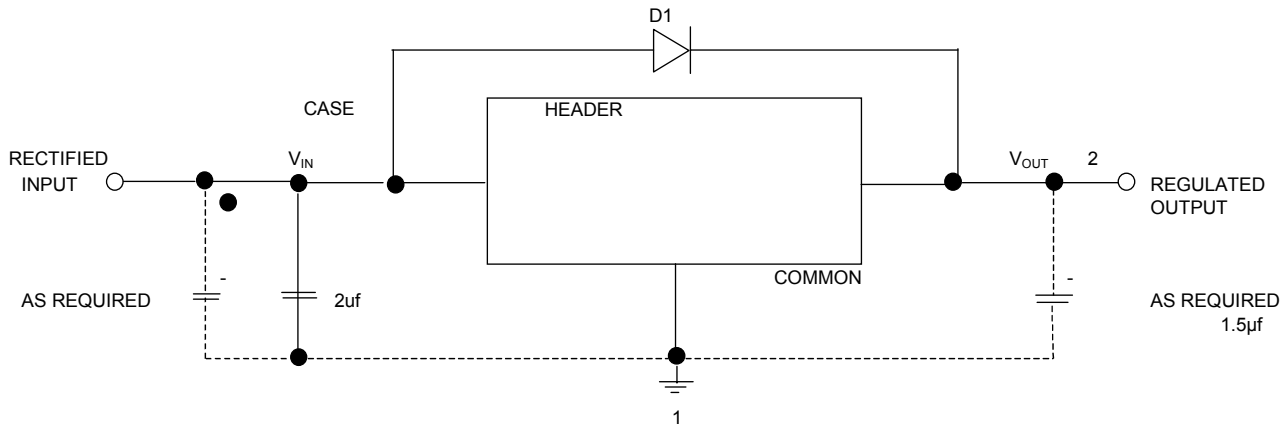 D1
CASE
HEADER
RECTIFIED
INPUT
VIN
VOUT
2
REGULATED
OUTPUT
COMMON
-
-
AS REQUIRED
2uf
AS REQUIRED
1.5µf
1